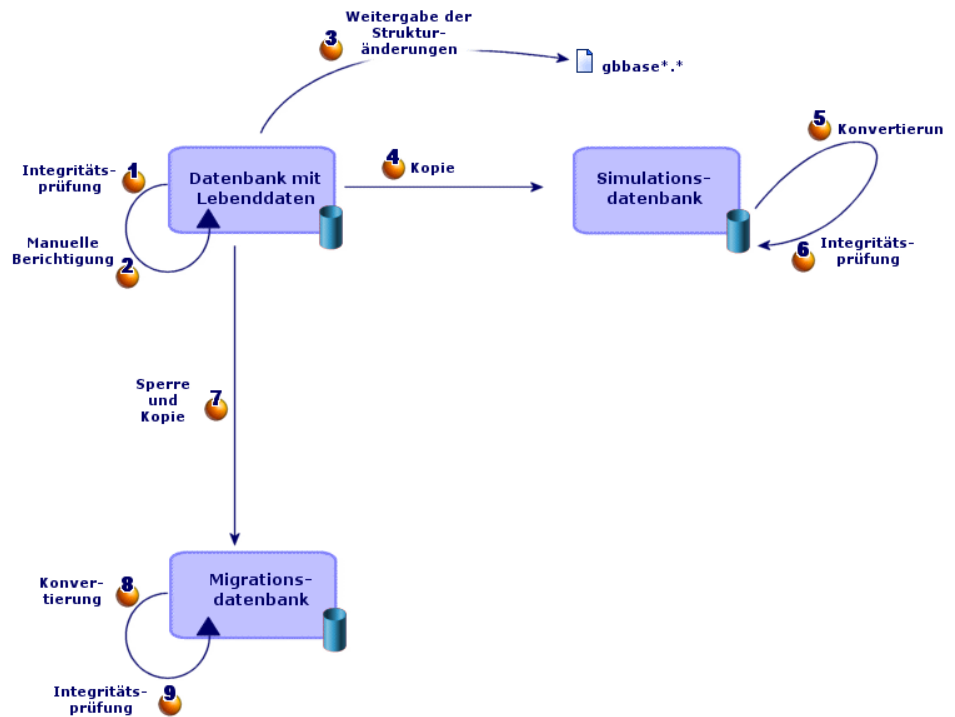 Weitergabe der
Struktur-
änderungen
3
gbbase*.*
5
Konvertierun
Integritäts-
prüfung
1
Datenbank mit
Lebenddaten
4
Kopie
Simulations-
datenbank
Manuelle
Berichtigung
2
6
Integritäts-
prüfung
Sperre
und
Kopie
7
Migrations-
datenbank
Konver-
tierung
8
Integritäts-
prüfung
9